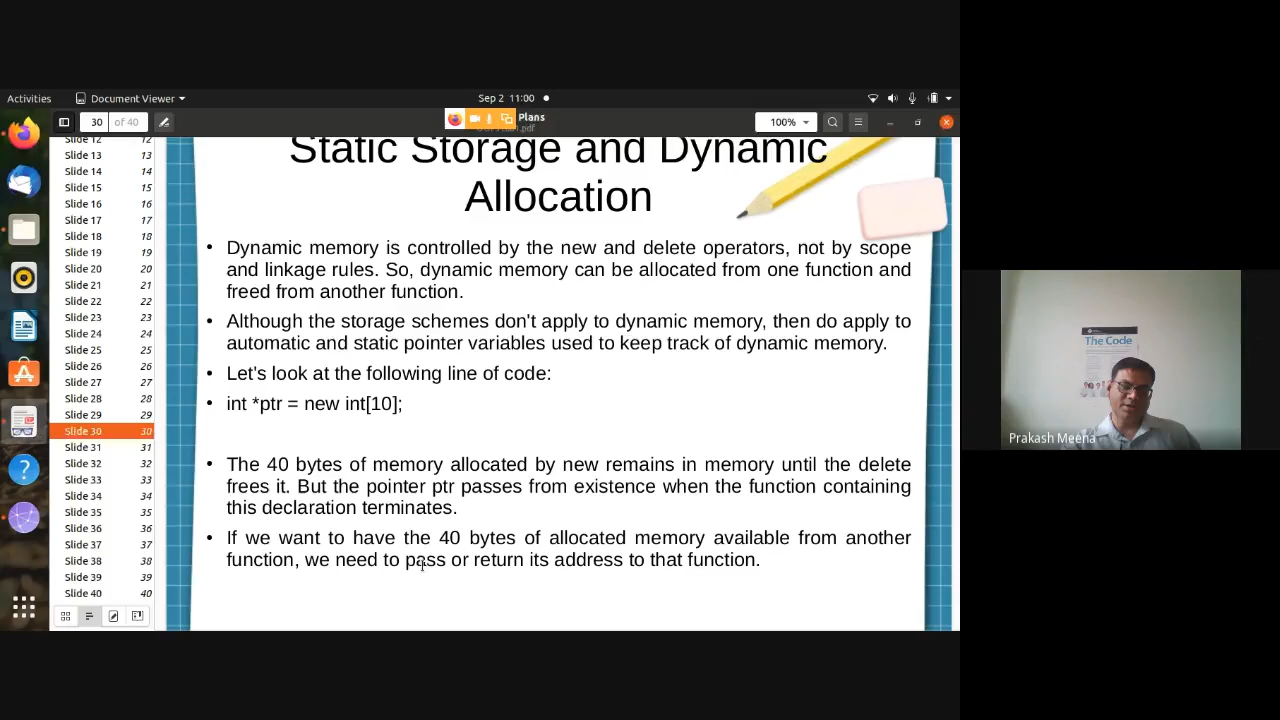 Activities
Document Viewer
Sep 2 11:00
30
of 40
Plans
100%
Slide 12 12
Slide 13 13
Slide 14 14
Slide 15 15
Slide 16 16
Slide 17 17
Slide 18 18
Slide 19 19
Slide 20 20
Slide 21 21
Slide 22 22
Slide 23 23
Slide 24 24
Slide 25 25
Slide 26 26
Slide 27 27
Slide 28 28
Slide 29 29
Slide 30 30
Slide 31 31
Slide 32 32
Slide 33 33
Slide 34 34
Slide 35 35
Slide 36 36
Slide 37 37
Slide 38 38
Slide 39 39
Slide 40 40
Static Storage and Dynamic
Allocation
• Dynamic memory is controlled by the new and delete operators, not by scope
and linkage rules. So, dynamic memory can be allocated from one function and
freed from another function.
• Although the storage schemes don't apply to dynamic memory, then do apply to
automatic and static pointer variables used to keep track of dynamic memory.
• Let's look at the following line of code:
• int *ptr = new int[10];
• The 40 bytes of memory allocated by new remains in memory until the delete
frees it. But the pointer ptr passes from existence when the function containing
this declaration terminates.
• If we want to have the 40 bytes of allocated memory available from another
function, we need to pass or return its address to that function.
The Code
Prakash Meena